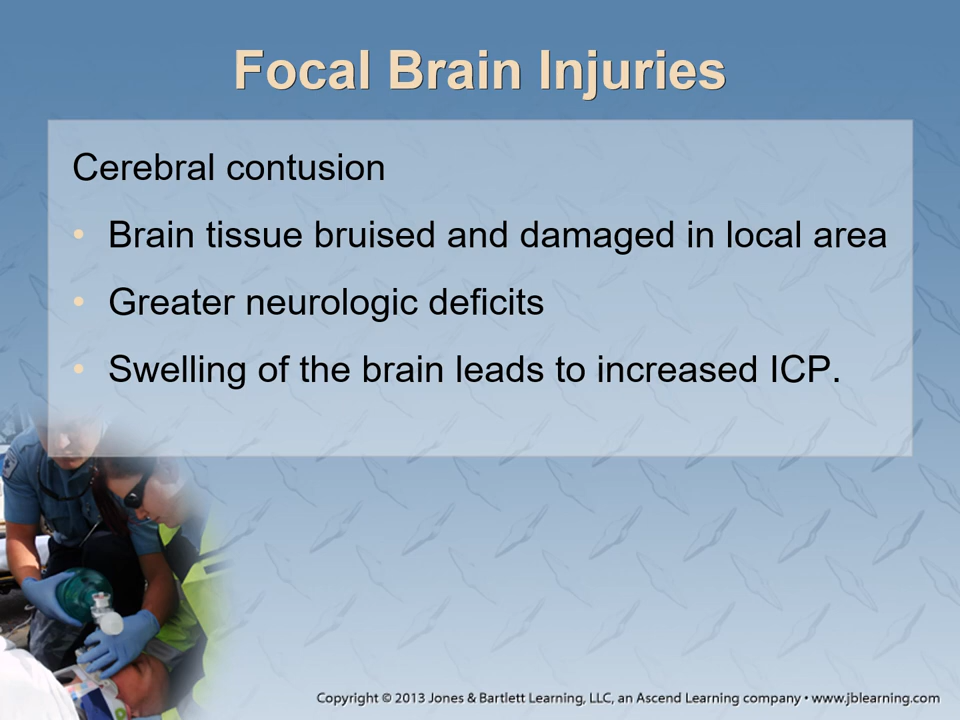 Focal Brain Injuries
Cerebral contusion
• Brain tissue bruised and damaged in local area
• Greater neurologic deficits
• Swelling of the brain leads to increased ICP.
Copyright © 2013 Jones & Bartlett Learning, LLC, an Ascend Learning company • www.jblearning.com